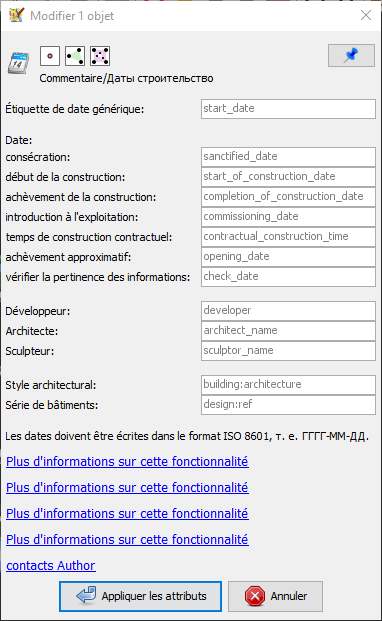 Modifier 1 objet
14
Commentaire/Даты строительство
Étiquette de date générique: start_date
Date:
consécration: sanctified_date
début de la construction: start_of_construction_date
achèvement de la construction: completion_of_construction_date
introduction à l'exploitation: commissioning_date
temps de construction contractuel: contractual_construction_time
achèvement approximatif: opening_date
vérifier la pertinence des informations: check_date
Développeur: developer
Architecte: architect_name
Sculpteur: sculptor_name
Style architectural: building:architecture
Série de bâtiments: design:ref
Les dates doivent être écrites dans le format ISO 8601, т. е. ГГГГ-ММ-ДД.
Plus d'informations sur cette fonctionnalité
Plus d'informations sur cette fonctionnalité
Plus d'informations sur cette fonctionnalité
Plus d'informations sur cette fonctionnalité
contacts Author
Appliquer les attributs Annuler